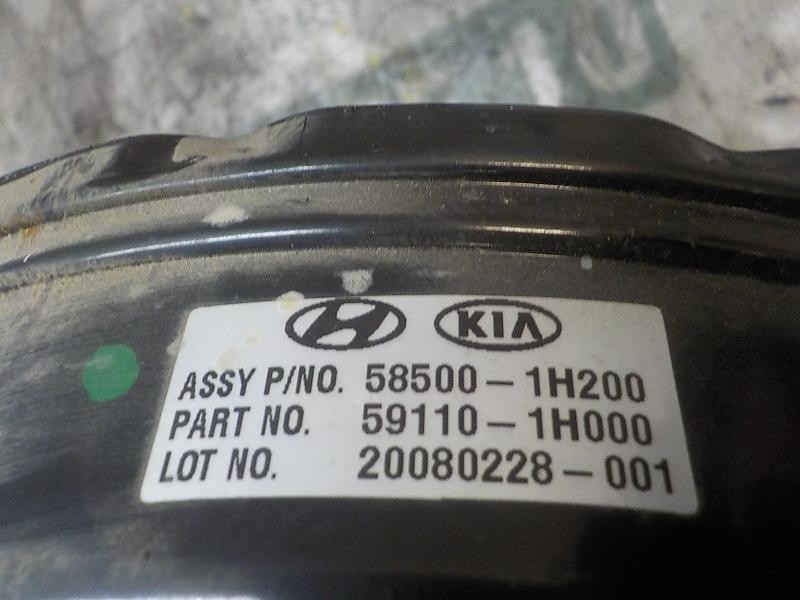 KIA
ASSY P/NO. 58500-1H200
PART NO. 59110-1H000
LOT NO. 20080228-001